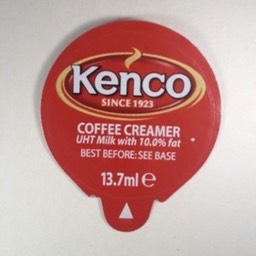 Kenco
SINCE 1923
COFFEE CREAMER
UHT Milk with 10.0% fat
BEST BEFORE: SEE BASE
13.7ml ℮